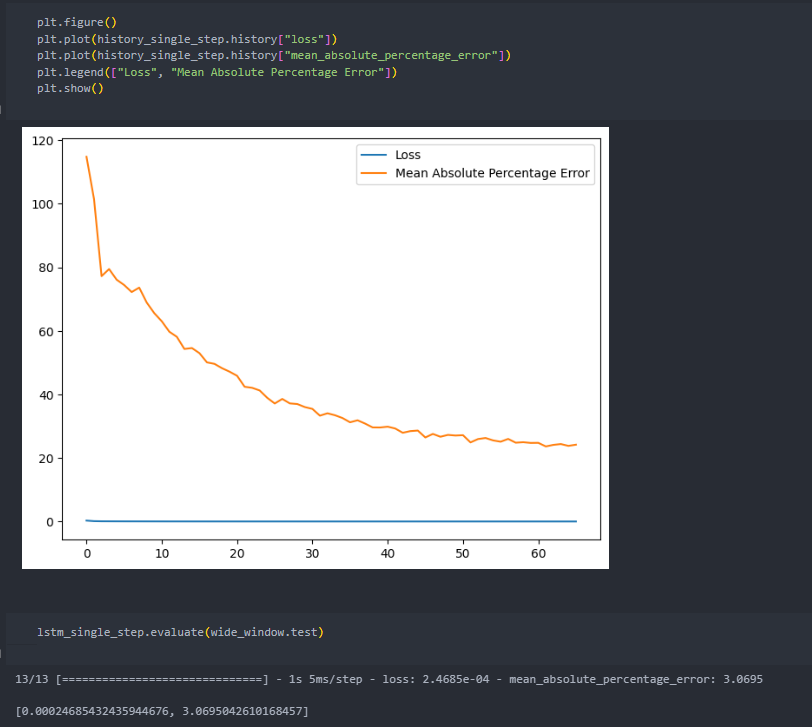 plt.figure()
plt.plot(history_single_step.history["loss"])
plt.plot(history_single_step.history["mean_absolute_percentage_error"])
plt.legend(["Loss", "Mean Absolute Percentage Error"])
plt.show()
Loss
Mean Absolute Percentage Error
120
100
80
60
40
20
0
0 10 20 30 40 50 60
lstm_single_step.evaluate(wide_window.test)
13/13 [==============================] - 1s 5ms/step - loss: 2.4685e-04 - mean_absolute_percentage_error: 3.0695
[0.00024685432435944676, 3.0695042610168457]